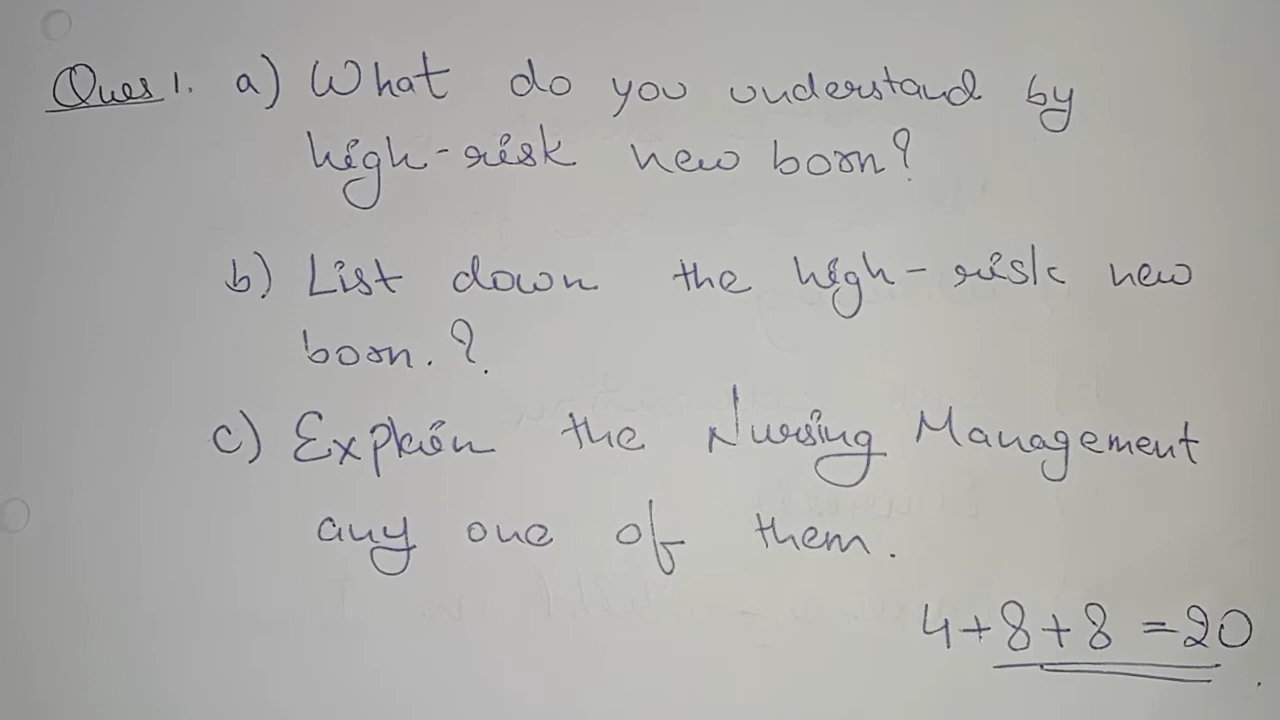 Ques 1. a) What do you understand by
high-risk new born?
b) List down the high-risk new
born.?
c) Explain the Nursing Management
any one of them.
4+8+8 =20